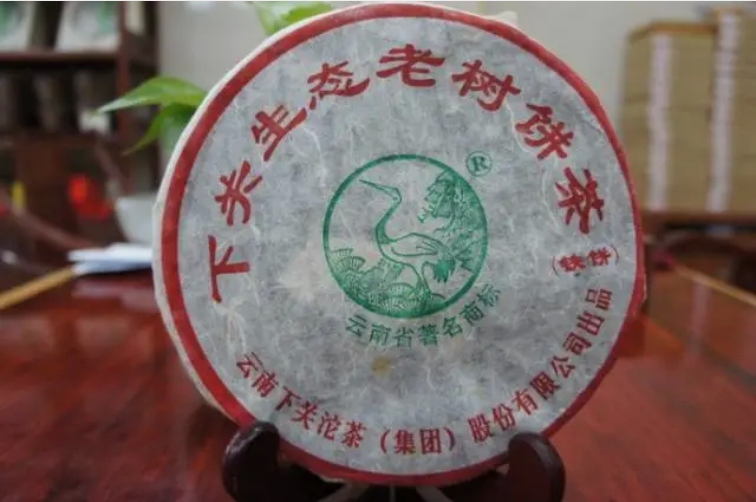 下关生态老树饼茶
(铁饼)
®
云南省著名商标
云南下关沱茶(集团)股份有限公司出品